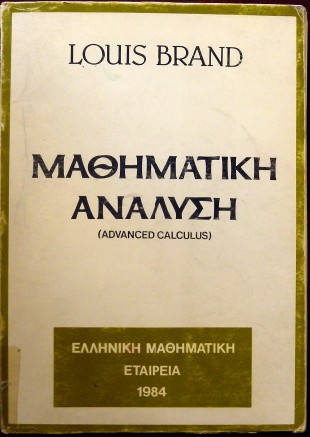 LOUIS BRAND
ΜΑΘΗΜΑΤΙΚΗ
ΑΝΑΛΥΣΗ
(ADVANCED CALCULUS)
ΕΛΛΗΝΙΚΗ ΜΑΘΗΜΑΤΙΚΗ
ΕΤΑΙΡΕΙΑ
1984